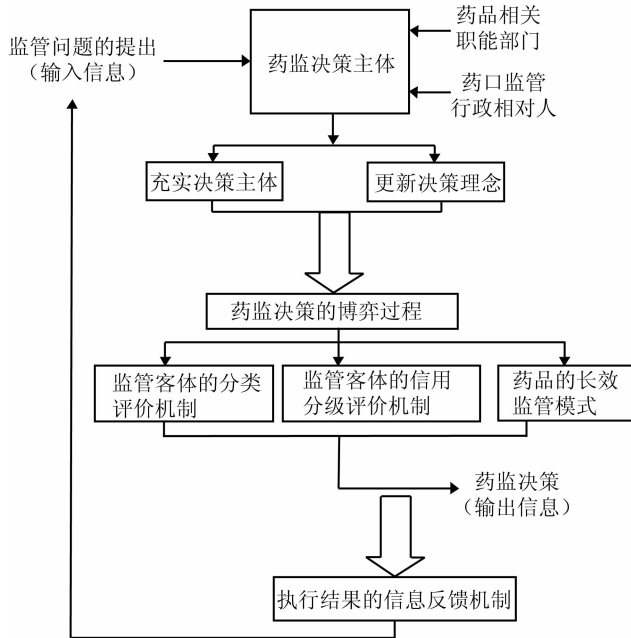 药品相关
职能部门
监管问题的提出
（输入信息）
药监决策主体
药口监管
行政相对人
充实决策主体
更新决策理念
药监决策的博弈过程
监管客体的分类
评价机制
监管客体的信用
分级评价机制
药品的长效
监管模式
药监决策
（输出信息）
执行结果的信息反馈机制